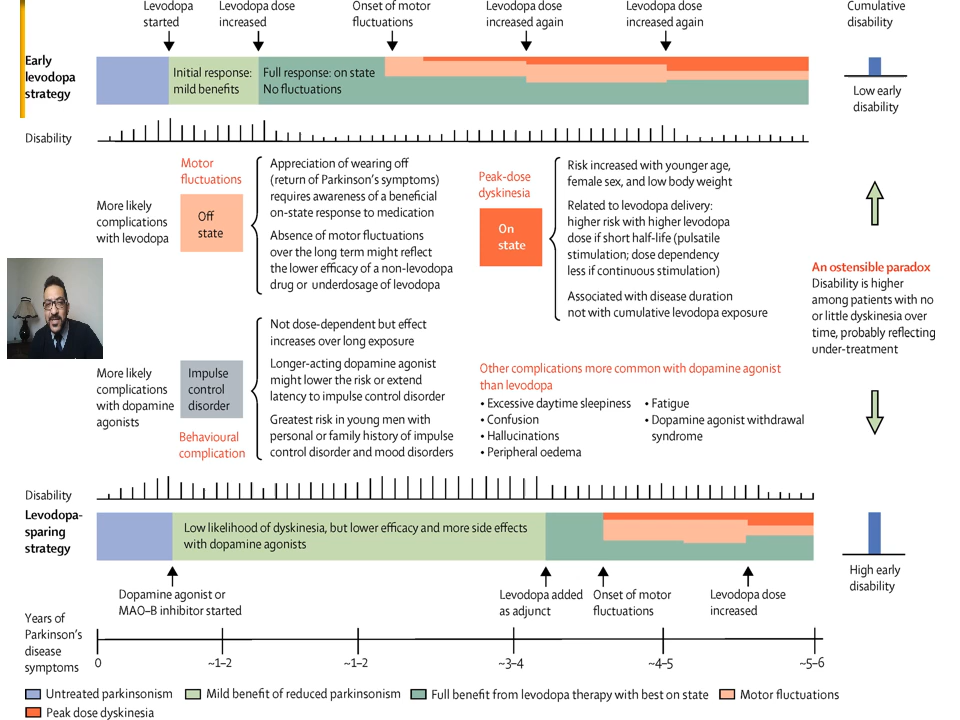 Levodopa
started
Levodopa dose
increased
Onset of motor
fluctuations
Levodopa dose
increased again
Levodopa dose
increased again
Cumulative
disability
Early
levodopa
strategy
Initial response:
mild benefits
Full response: on state
No fluctuations
Low early
disability
Disability
Motor
fluctuations
More likely
complications
with levodopa
Off
state
Appreciation of wearing off
(return of Parkinson's symptoms)
requires awareness of a beneficial
on-state response to medication
Absence of motor fluctuations
over the long term might reflect
the lower efficacy of a non-levodopa
drug or underdosage of levodopa
Peak-dose
dyskinesia
On
state
Risk increased with younger age,
female sex, and low body weight
Related to levodopa delivery:
higher risk with higher levodopa
dose if short half-life (pulsatile
stimulation; dose dependency
less if continuous stimulation)
Associated with disease duration
not with cumulative levodopa exposure
An ostensible paradox
Disability is higher
among patients with no
or little dyskinesia over
time, probably reflecting
under-treatment
More likely
complications
with dopamine
agonists
Impulse
control
disorder
Behavioural
complication
Not dose-dependent but effect
increases over long exposure
Longer-acting dopamine agonist
might lower the risk or extend
latency to impulse control disorder
Greatest risk in young men with
personal or family history of impulse
control disorder and mood disorders
Other complications more common with dopamine agonist
than levodopa
• Excessive daytime sleepiness
• Confusion
• Hallucinations
• Peripheral oedema
• Fatigue
• Dopamine agonist withdrawal
syndrome
Disability
Levodopa-
sparing
strategy
Low likelihood of dyskinesia, but lower efficacy and more side effects
with dopamine agonists
High early
disability
Dopamine agonist or
MAO–B inhibitor started
Levodopa added
as adjunct
Onset of motor
fluctuations
Levodopa dose
increased
Years of
Parkinson's
disease
symptoms
0
~1–2
~1–2
~3–4
~4–5
~5–6
Untreated parkinsonism
Mild benefit of reduced parkinsonism
Full benefit from levodopa therapy with best on state
Motor fluctuations
Peak dose dyskinesia